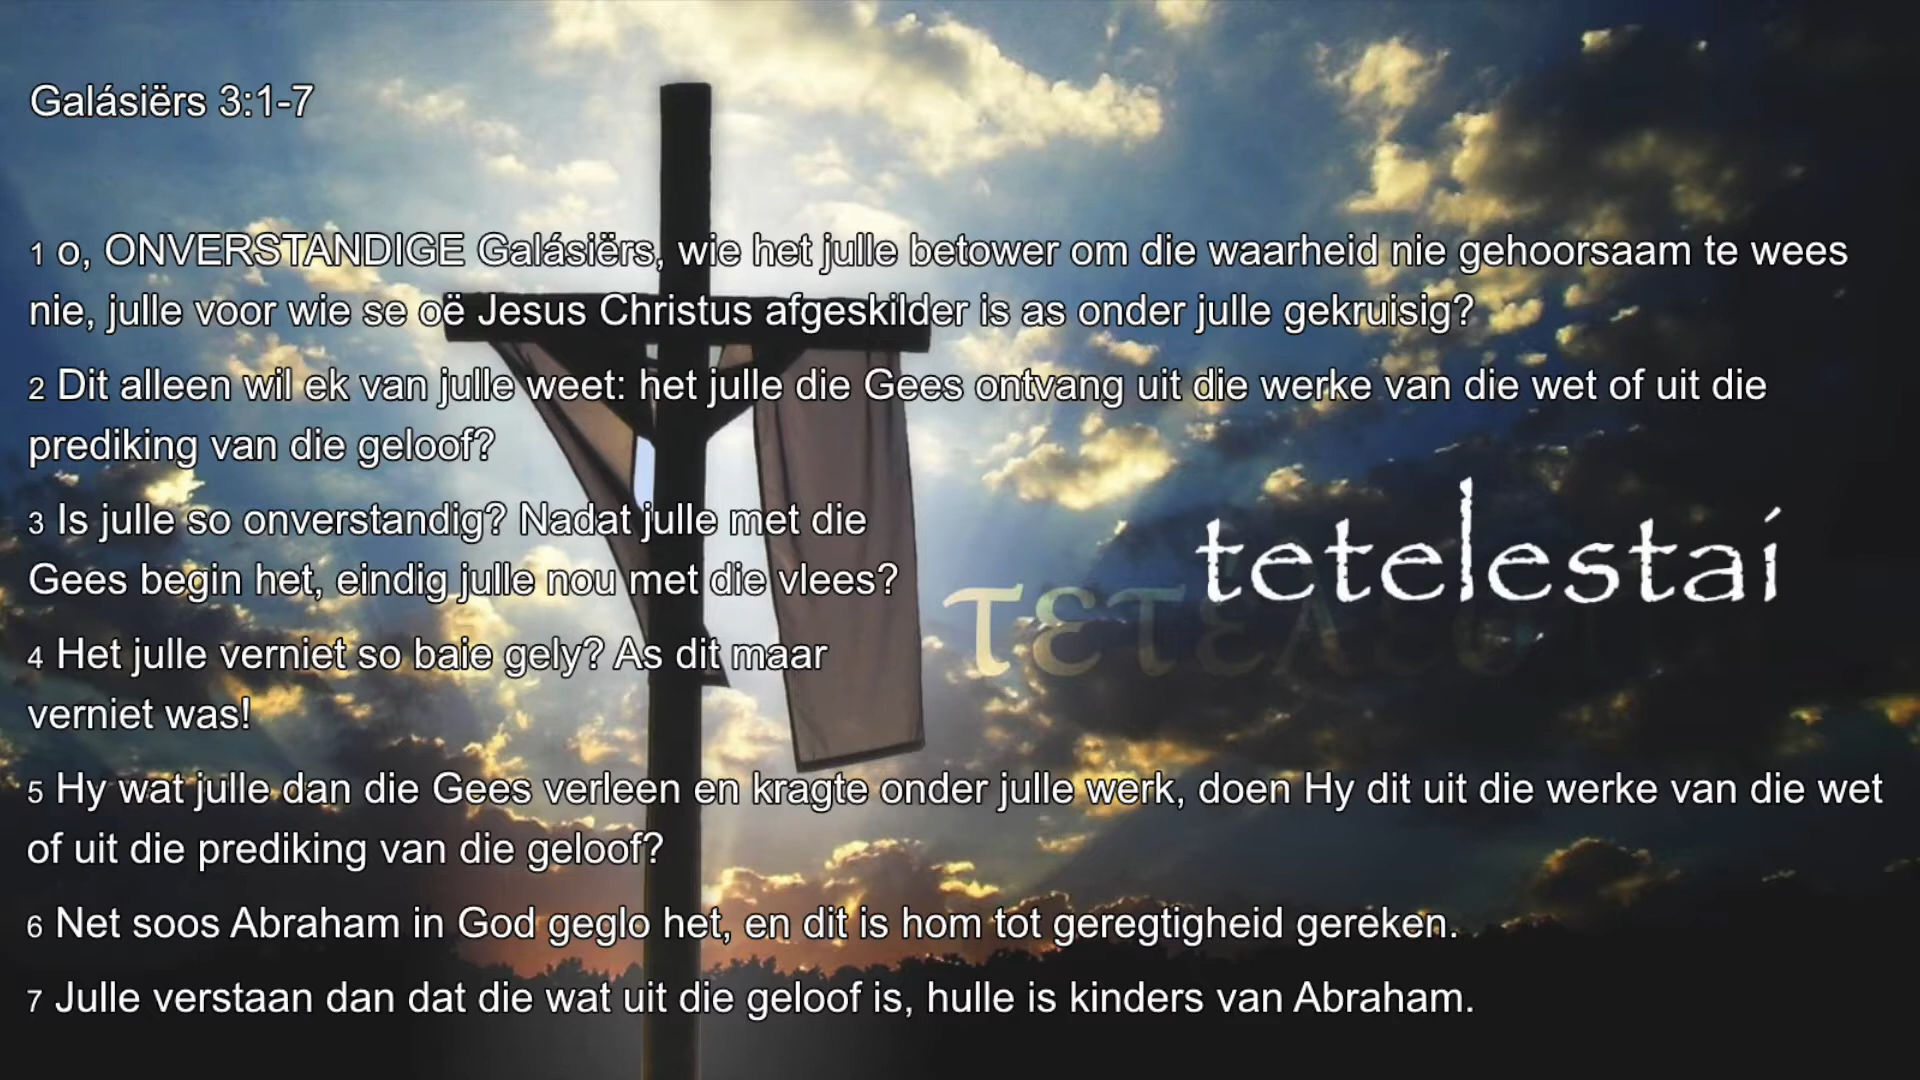 Galásiërs 3:1-7
1 o, ONVERSTANDIGE Galásiërs, wie het julle betower om die waarheid nie gehoorsaam te wees
nie, julle voor wie se oë Jesus Christus afgeskilder is as onder julle gekruisig?
2 Dit alleen wil ek van julle weet: het julle die Gees ontvang uit die werke van die wet of uit die
prediking van die geloof?
3 Is julle so onverstandig? Nadat julle met die
Gees begin het, eindig julle nou met die vlees?
4 Het julle verniet so baie gely? As dit maar
verniet was!
tetelestai
5 Hy wat julle dan die Gees verleen en kragte onder julle werk, doen Hy dit uit die werke van die wet
of uit die prediking van die geloof?
6 Net soos Abraham in God geglo het, en dit is hom tot geregtigheid gereken.
7 Julle verstaan dan dat die wat uit die geloof is, hulle is kinders van Abraham.